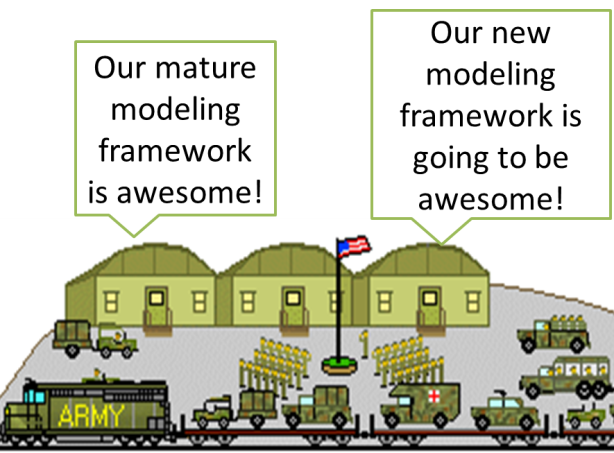 Our mature
modeling
framework
is awesome!
Our new
modeling
framework is
going to be
awesome!
ARMY